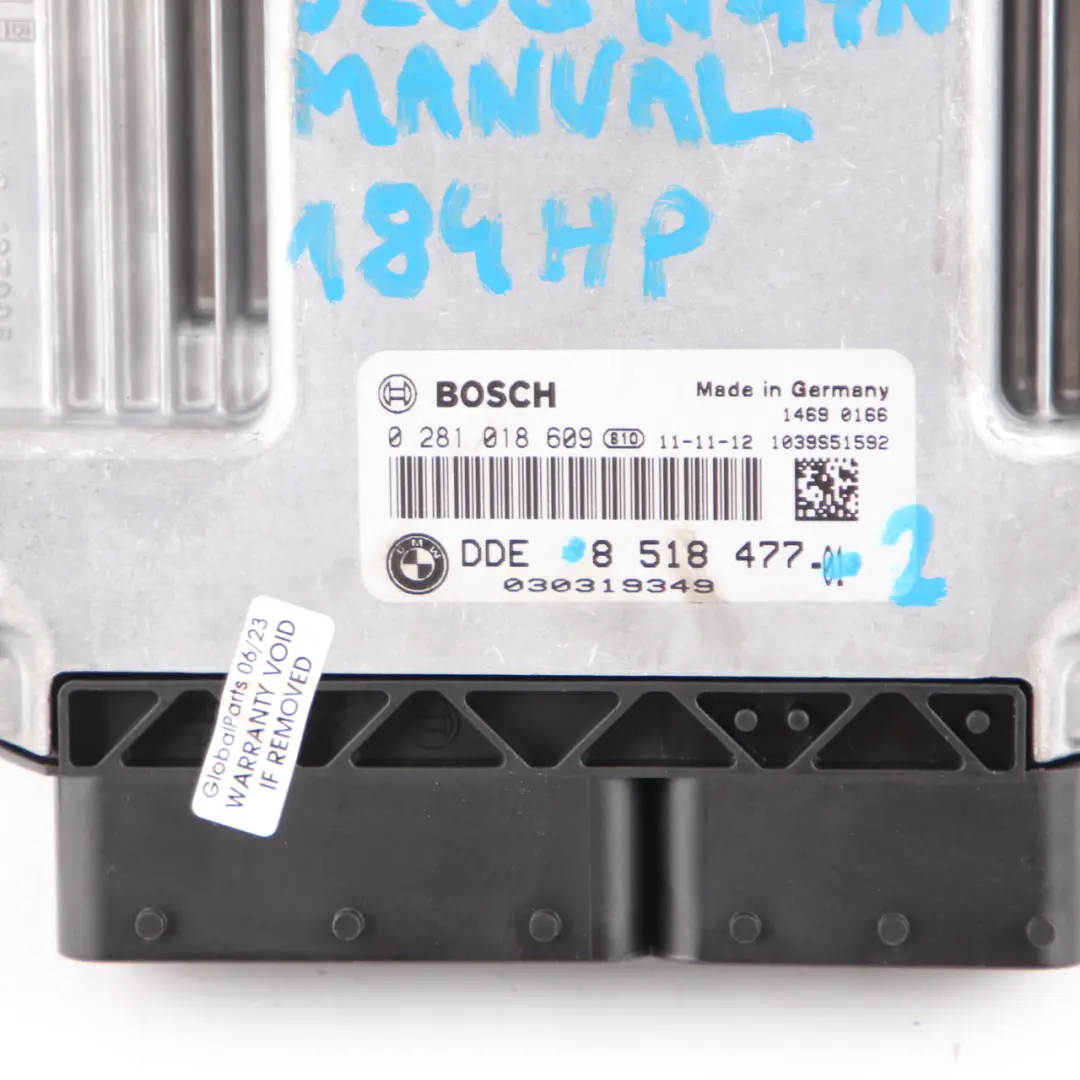 MANUAL
184HP
BOSCH
Made in Germany
1469 0166
0 281 018 609 B10 11-11-12 1039S51592
BMW DDE 8 518 477-01 2
030319349
GlobalParts 06/23
WARRANTY VOID
IF REMOVED